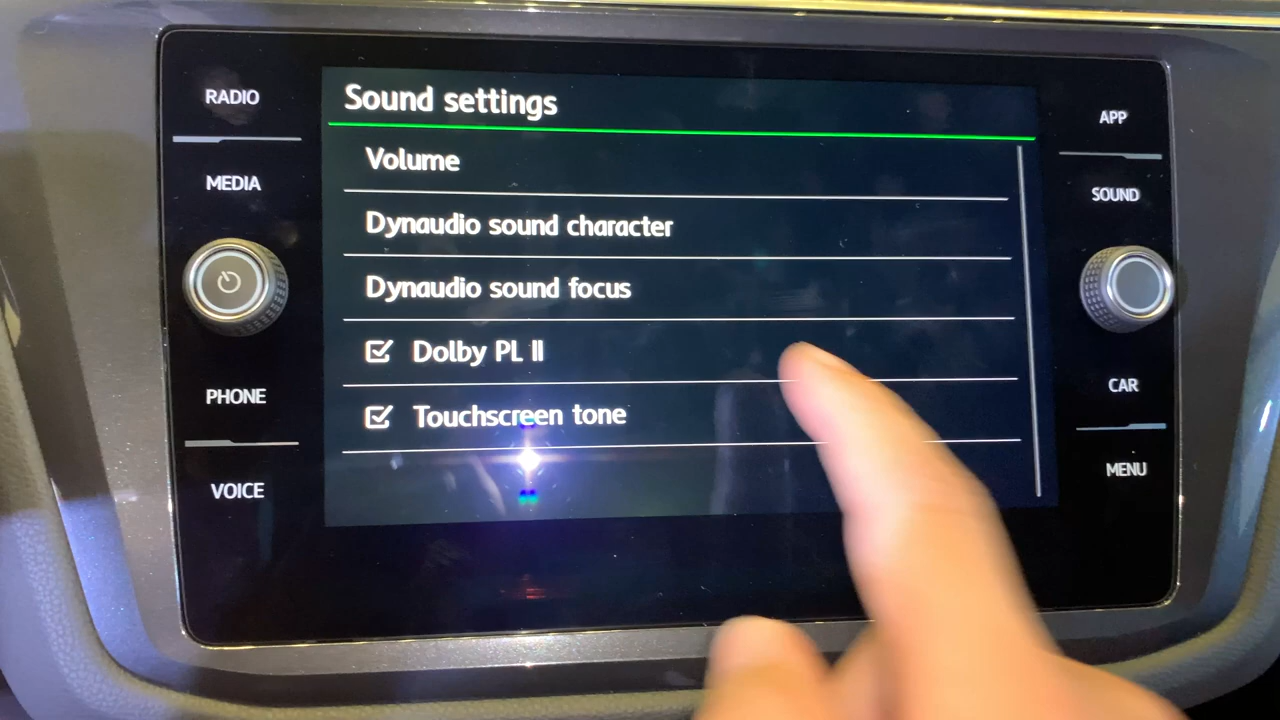 RADIO
MEDIA
PHONE
VOICE
Sound settings
Volume
Dynaudio sound character
Dynaudio sound focus
Dolby PL II
Touchscreen tone
APP
SOUND
CAR
MENU